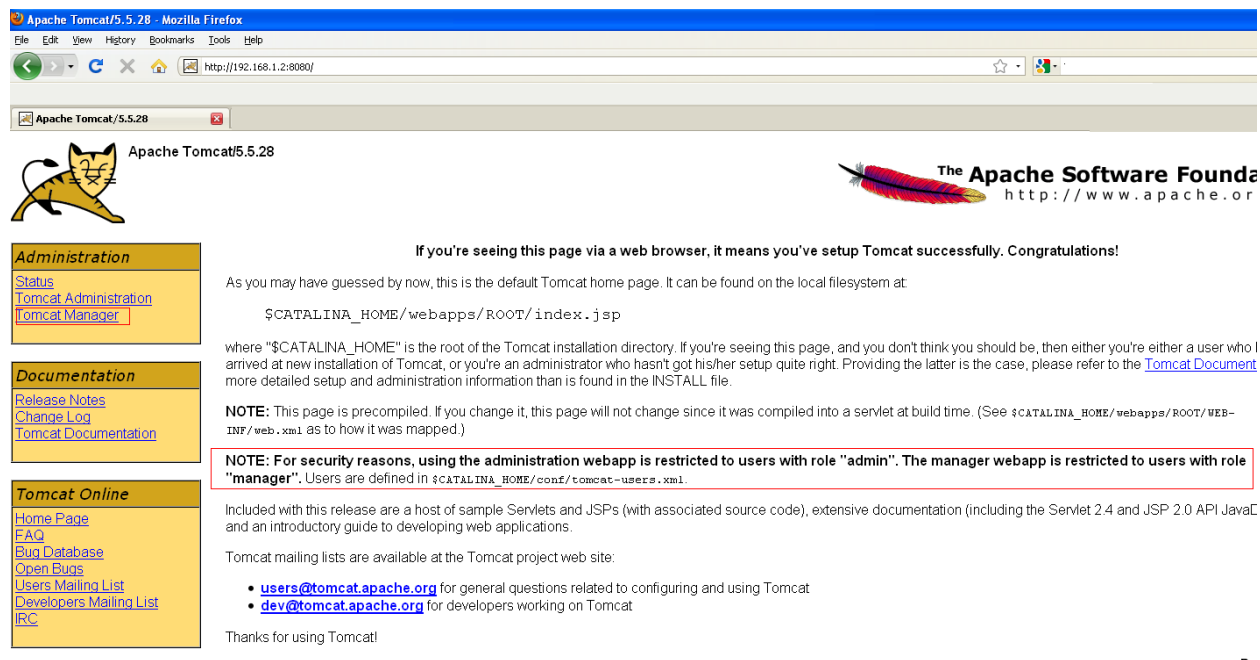 Apache Tomcat/5.5.28 - Mozilla Firefox
File Edit View History Bookmarks Tools Help
http://192.168.1.2:8080/
Apache Tomcat/5.5.28
Apache Tomcat/5.5.28
The Apache Software Founda
http://www.apache.or
Administration
Status
Tomcat Administration
Tomcat Manager
Documentation
Release Notes
Change Log
Tomcat Documentation
Tomcat Online
Home Page
FAQ
Bug Database
Open Bugs
Users Mailing List
Developers Mailing List
IRC
If you're seeing this page via a web browser, it means you've setup Tomcat successfully. Congratulations!
As you may have guessed by now, this is the default Tomcat home page. It can be found on the local filesystem at:
$CATALINA_HOME/webapps/ROOT/index.jsp
where "$CATALINA_HOME" is the root of the Tomcat installation directory. If you're seeing this page, and you don't think you should be, then either you're either a user who
arrived at new installation of Tomcat, or you're an administrator who hasn't got his/her setup quite right. Providing the latter is the case, please refer to the Tomcat Document
more detailed setup and administration information than is found in the INSTALL file.
NOTE: This page is precompiled. If you change it, this page will not change since it was compiled into a servlet at build time. (See $CATALINA_HOME/webapps/ROOT/WEB-
INF/web.xml as to how it was mapped.)
NOTE: For security reasons, using the administration webapp is restricted to users with role "admin". The manager webapp is restricted to users with role
"manager". Users are defined in $CATALINA_HOME/conf/tomcat-users.xml.
Included with this release are a host of sample Servlets and JSPs (with associated source code), extensive documentation (including the Servlet 2.4 and JSP 2.0 API JavaD
and an introductory guide to developing web applications.
Tomcat mailing lists are available at the Tomcat project web site:
• users@tomcat.apache.org for general questions related to configuring and using Tomcat
• dev@tomcat.apache.org for developers working on Tomcat
Thanks for using Tomcat!